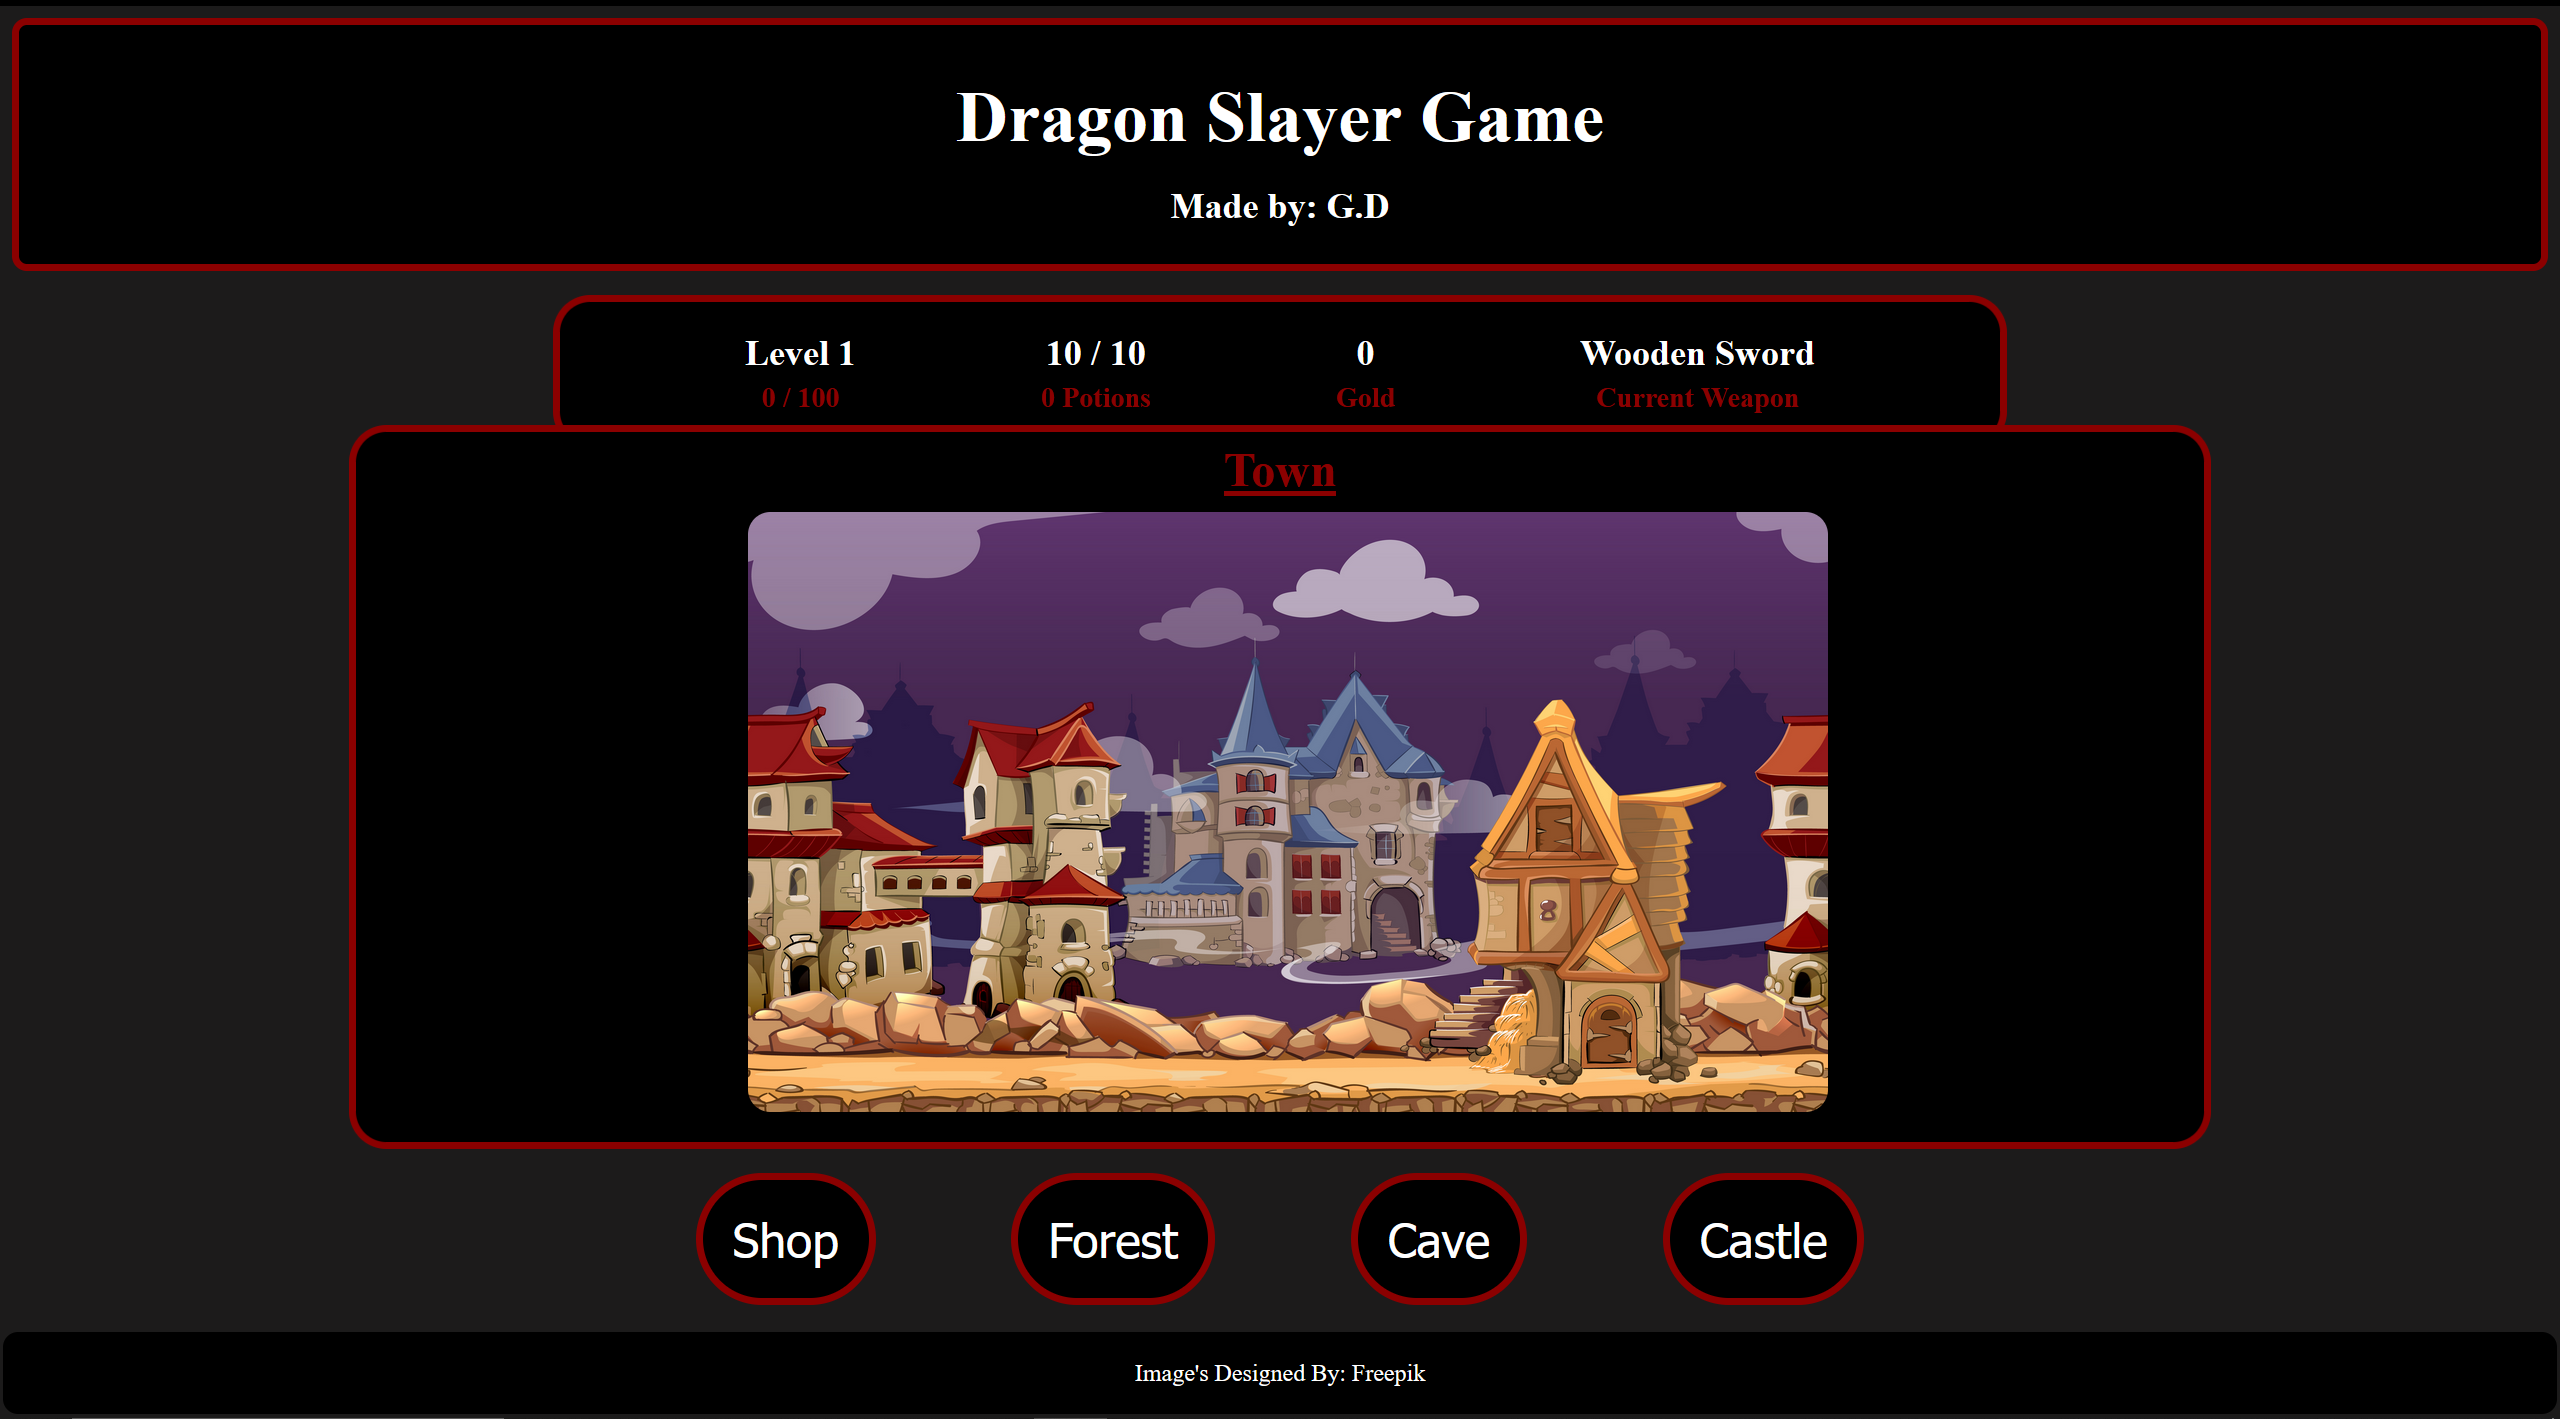 Dragon Slayer Game
Made by: G.D
Level 1 10 / 10 0 Wooden Sword
0 / 100 0 Potions Gold Current Weapon
Town
Shop Forest Cave Castle
Image's Designed By: Freepik